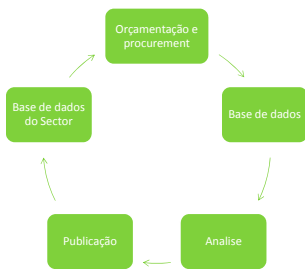 Orçamentação e
procurement
Base de dados
Analise
Publicação
Base de dados
do Sector